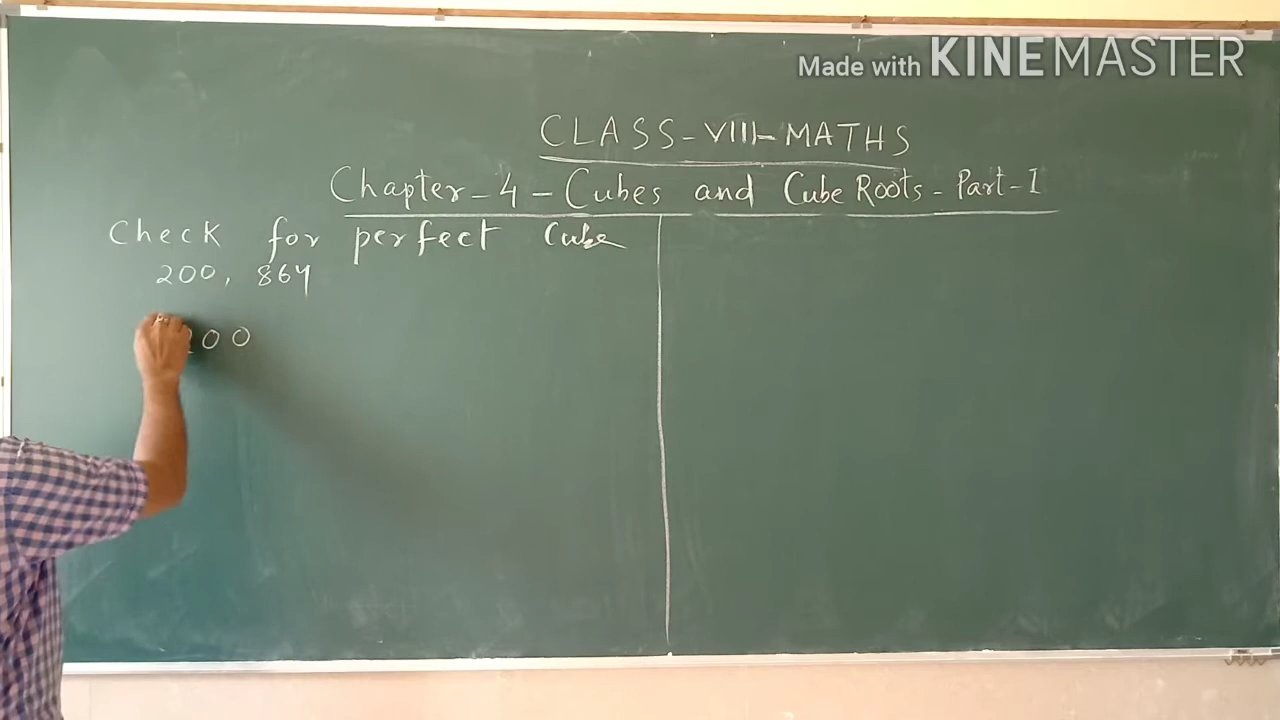 Made with KINEMASTER
CLASS-VIII-MATHS
Chapter-4-Cubes and Cube Roots-Part-I
Check for perfect Cube
200, 864
200